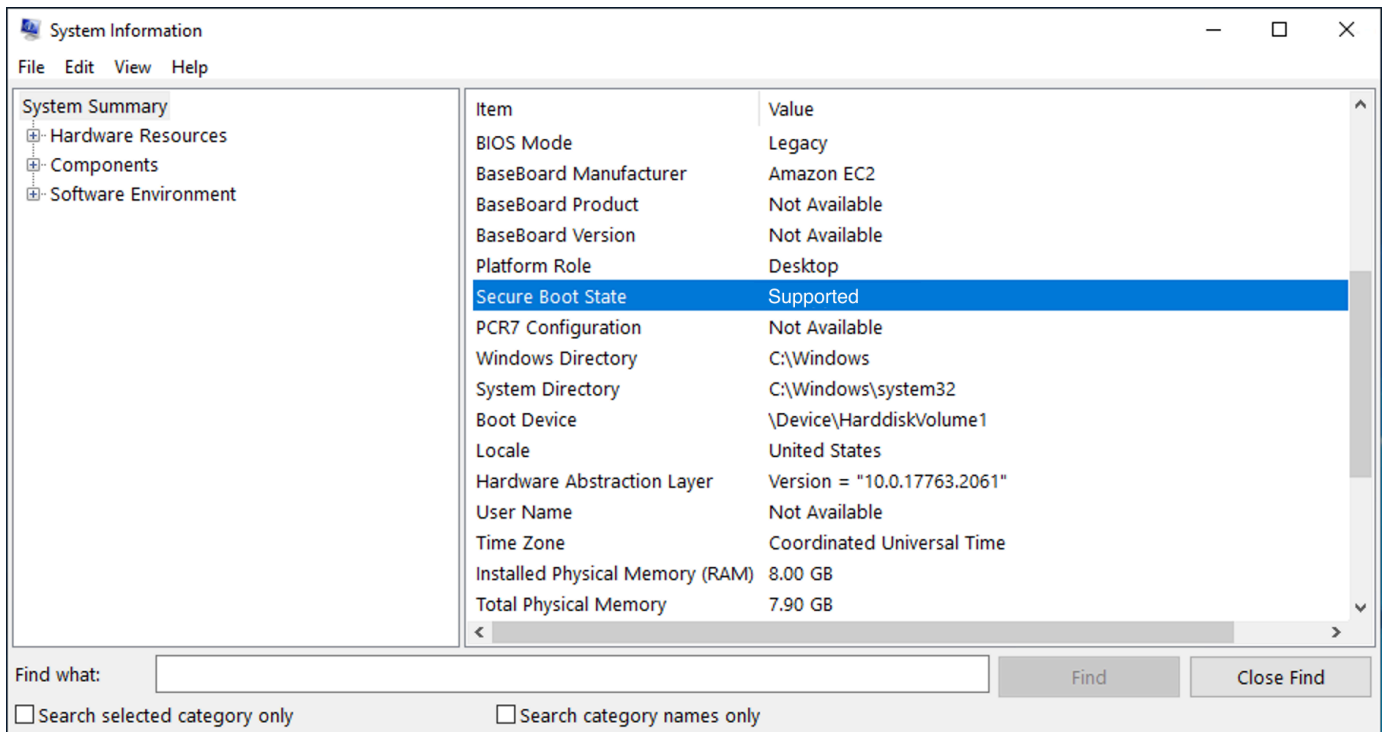 System Information
File Edit View Help
System Summary
Hardware Resources
Components
Software Environment
Item Value
BIOS Mode Legacy
BaseBoard Manufacturer Amazon EC2
BaseBoard Product Not Available
BaseBoard Version Not Available
Platform Role Desktop
Secure Boot State Supported
PCR7 Configuration Not Available
Windows Directory C:\Windows
System Directory C:\Windows\system32
Boot Device \Device\HarddiskVolume1
Locale United States
Hardware Abstraction Layer Version = "10.0.17763.2061"
User Name Not Available
Time Zone Coordinated Universal Time
Installed Physical Memory (RAM) 8.00 GB
Total Physical Memory 7.90 GB
Find what: Find Close Find
Search selected category only Search category names only